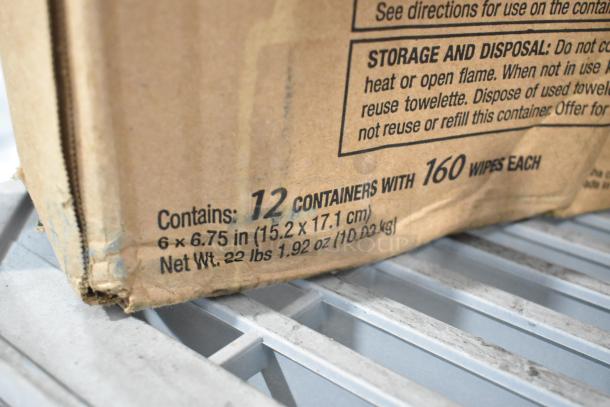 See directions for use on the contai
STORAGE AND DISPOSAL: Do not co
heat or open flame. When not in use
reuse towelette. Dispose of used towel
not reuse or refill this container. Offer for
Contains: 12 CONTAINERS WITH 160 WIPES EACH
6 x 6.75 in (15.2 x 17.1 cm)
Net Wt. 22 lbs 1.92 oz (10.03 kg)